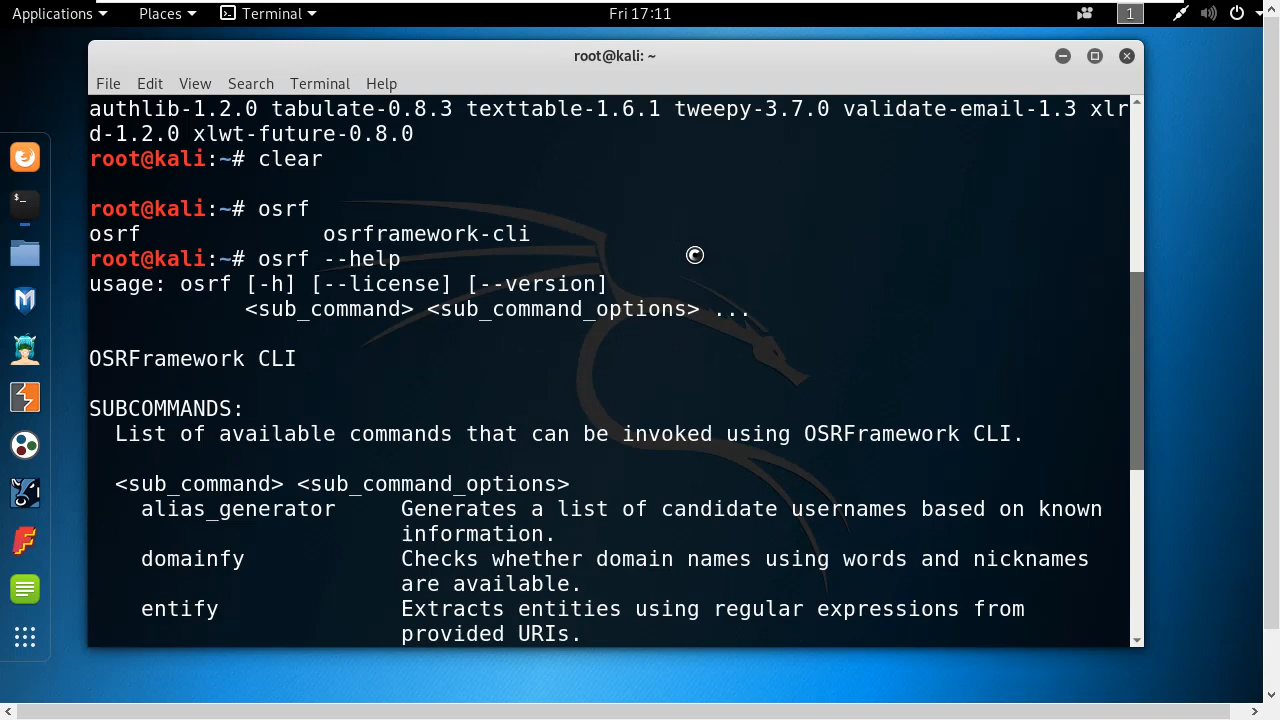 Applications Places Terminal Fri 17:11 1
root@kali: ~
File Edit View Search Terminal Help
authlib-1.2.0 tabulate-0.8.3 texttable-1.6.1 tweepy-3.7.0 validate-email-1.3 xlr
d-1.2.0 xlwt-future-0.8.0
root@kali:~# clear
root@kali:~# osrf
osrf osrframework-cli
root@kali:~# osrf --help
usage: osrf [-h] [--license] [--version]
<sub_command> <sub_command_options> ...
OSRFramework CLI
SUBCOMMANDS:
List of available commands that can be invoked using OSRFramework CLI.
<sub_command> <sub_command_options>
alias_generator Generates a list of candidate usernames based on known
information.
domainfy Checks whether domain names using words and nicknames
are available.
entify Extracts entities using regular expressions from
provided URIs.